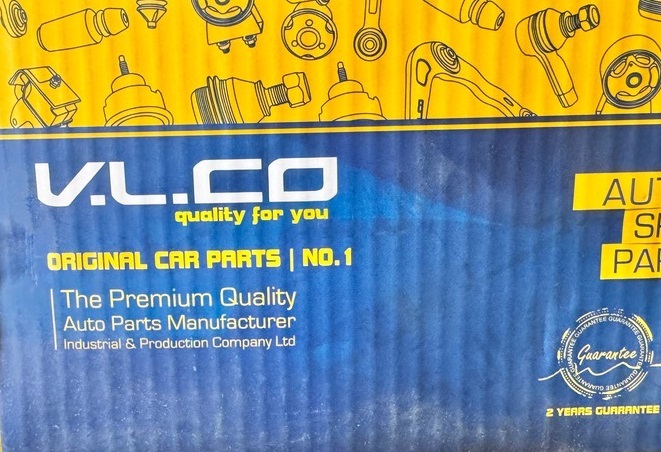 V.L.CO
quality for you
ORIGINAL CAR PARTS | NO.1
The Premium Quality
Auto Parts Manufacturer
Industrial & Production Company Ltd
Guarantee
2 YEARS GUARANTEE